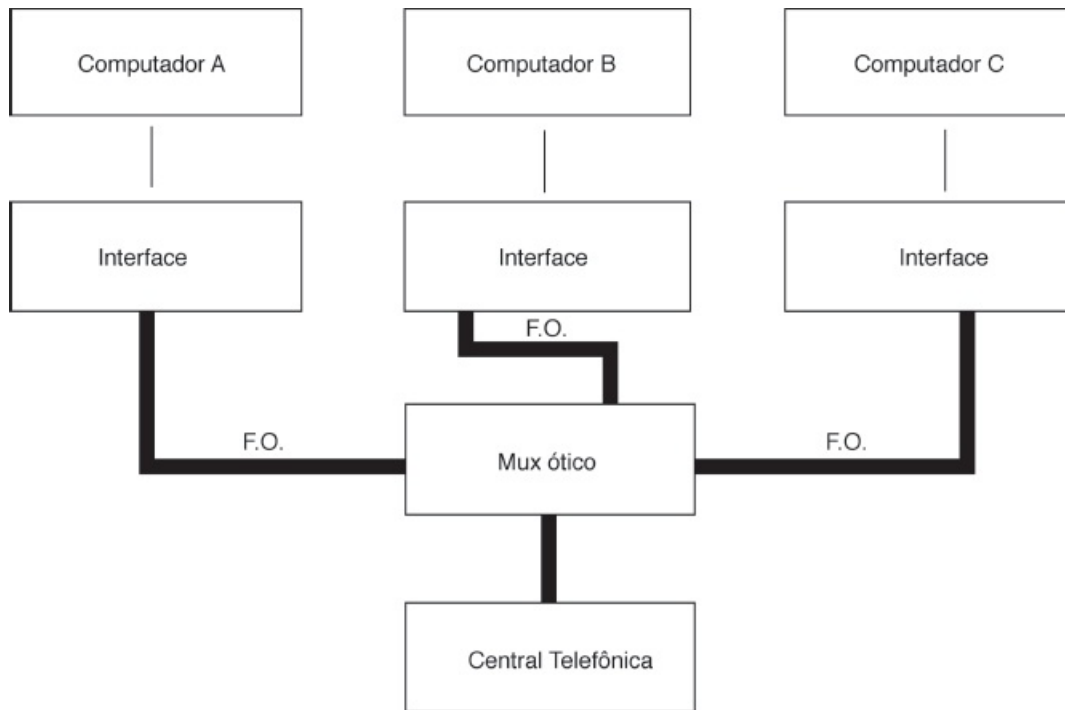 Computador A
Computador B
Computador C
Interface
Interface
Interface
F.O.
F.O.
F.O.
Mux ótico
Central Telefônica